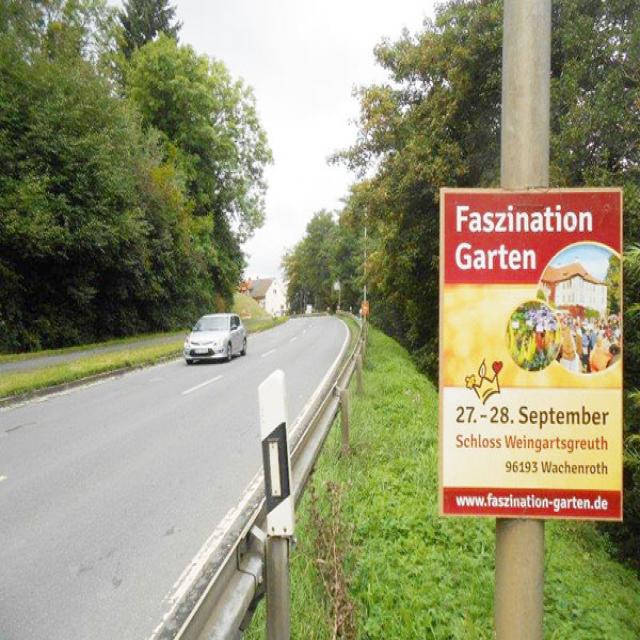 Faszination
Garten
27.-28. September
Schloss Weingartsgreuth
96193 Wachenroth
www.faszination-garten.de